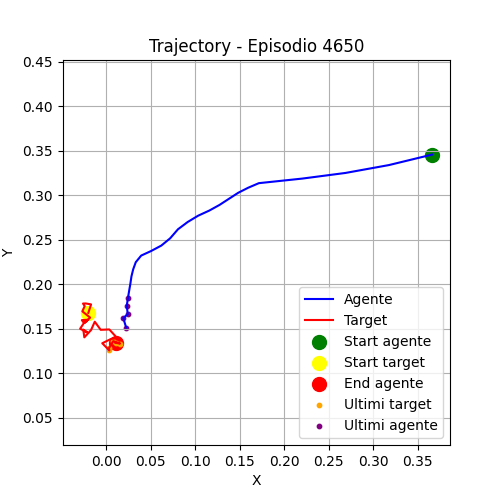 Trajectory - Episodio 4650
0.45
0.40
0.35
0.30
0.25
0.20
0.15
0.10
0.05
Y
Agente
Target
Start agente
Start target
End agente
Ultimi target
Ultimi agente
0.00 0.05 0.10 0.15 0.20 0.25 0.30 0.35
X